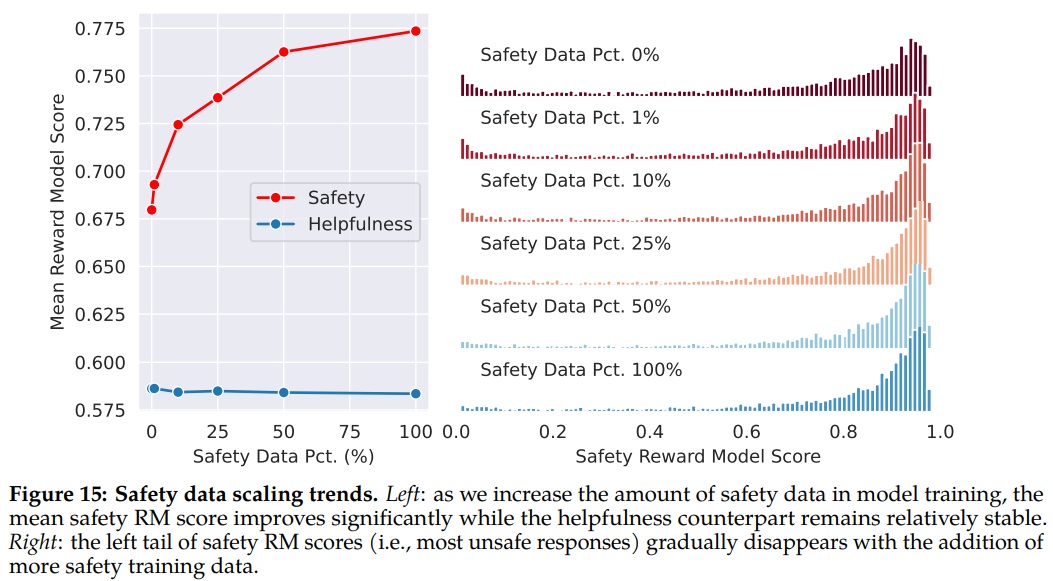 0.775
0.750
0.725
0.700
0.675
0.650
0.625
0.600
0.575
Mean Reward Model Score
Safety
Helpfulness
0 25 50 75 100
Safety Data Pct. (%)
Safety Data Pct. 0%
Safety Data Pct. 1%
Safety Data Pct. 10%
Safety Data Pct. 25%
Safety Data Pct. 50%
Safety Data Pct. 100%
0.0 0.2 0.4 0.6 0.8 1.0
Safety Reward Model Score
Figure 15: Safety data scaling trends. Left: as we increase the amount of safety data in model training, the
mean safety RM score improves significantly while the helpfulness counterpart remains relatively stable.
Right: the left tail of safety RM scores (i.e., most unsafe responses) gradually disappears with the addition of
more safety training data.